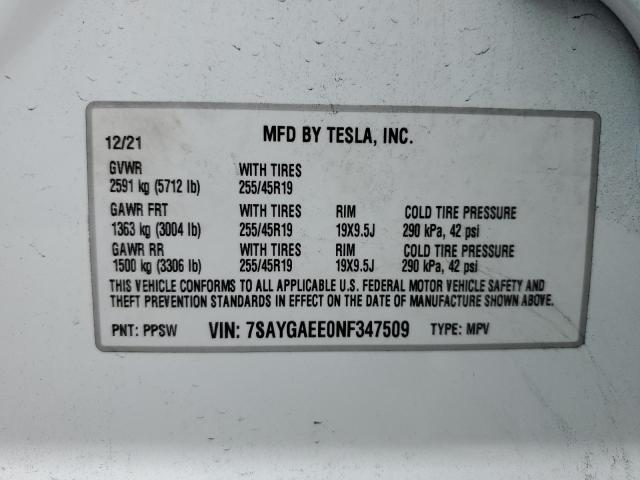 12/21 MFD BY TESLA, INC.
GVWR WITH TIRES
2591 kg (5712 lb) 255/45R19
GAWR FRT WITH TIRES RIM COLD TIRE PRESSURE
1363 kg (3004 lb) 255/45R19 19X9.5J 290 kPa, 42 psi
GAWR RR WITH TIRES RIM COLD TIRE PRESSURE
1500 kg (3306 lb) 255/45R19 19X9.5J 290 kPa, 42 psi
THIS VEHICLE CONFORMS TO ALL APPLICABLE U.S. FEDERAL MOTOR VEHICLE SAFETY AND
THEFT PREVENTION STANDARDS IN EFFECT ON THE DATE OF MANUFACTURE SHOWN ABOVE.
PNT: PPSW VIN: 7SAYGAEE0NF347509 TYPE: MPV